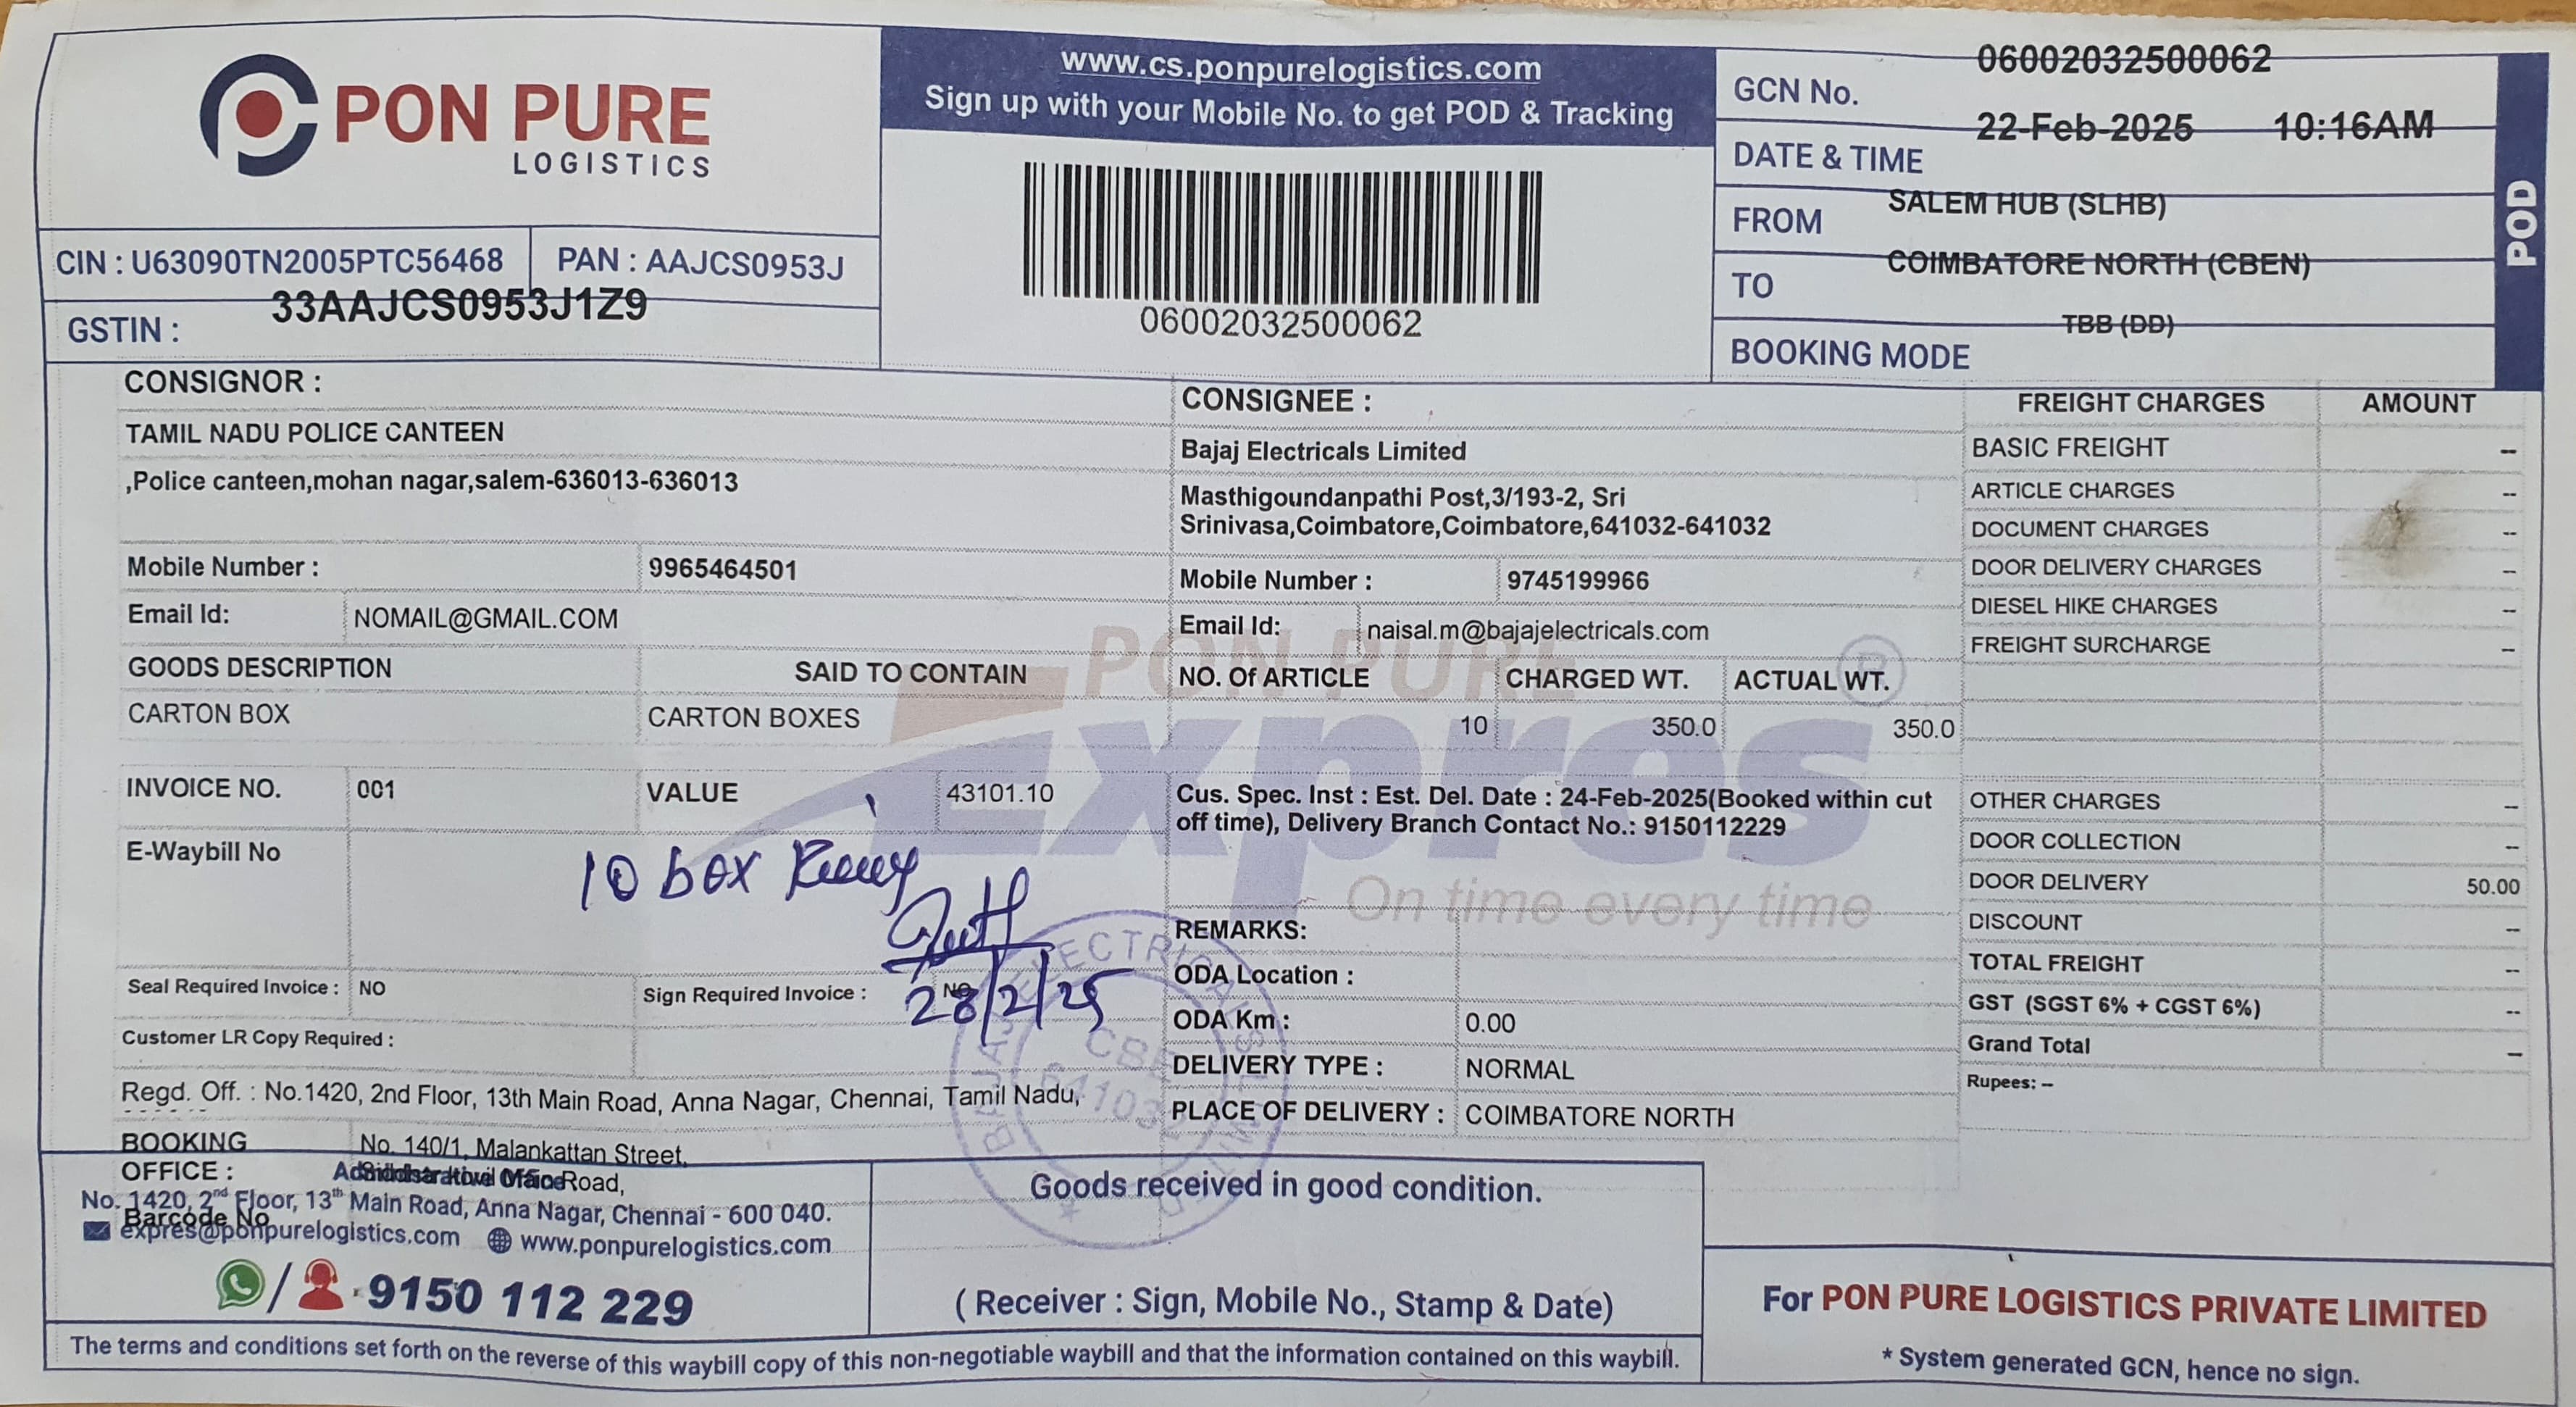 PON PURE
LOGISTICS
CIN : U63090TN2005PTC56468
PAN : AAJCS0953J
GSTIN : 33AAJCS0953J1Z9
www.cs.ponpurelogistics.com
Sign up with your Mobile No. to get POD & Tracking
06002032500062
GCN No. 06002032500062
DATE & TIME 22-Feb-2025 10:16AM
FROM SALEM HUB (SLHB)
TO COIMBATORE NORTH (CBEN)
BOOKING MODE TBB (DD)
POD
CONSIGNOR :
TAMIL NADU POLICE CANTEEN
,Police canteen,mohan nagar,salem-636013-636013
Mobile Number : 9965464501
Email Id: NOMAIL@GMAIL.COM
CONSIGNEE :
Bajaj Electricals Limited
Masthigoundanpathi Post,3/193-2, Sri
Srinivasa,Coimbatore,Coimbatore,641032-641032
Mobile Number : 9745199966
Email Id: naisal.m@bajajelectricals.com
GOODS DESCRIPTION SAID TO CONTAIN NO. Of ARTICLE CHARGED WT. ACTUAL WT.
CARTON BOX CARTON BOXES 10 350.0 350.0
INVOICE NO. 001 VALUE 43101.10
Cus. Spec. Inst : Est. Del. Date : 24-Feb-2025(Booked within cut
off time), Delivery Branch Contact No.: 9150112229
E-Waybill No
10 box
28/2/25
Seal Required Invoice : NO Sign Required Invoice : NO
Customer LR Copy Required :
REMARKS:
ODA Location :
ODA Km : 0.00
DELIVERY TYPE : NORMAL
PLACE OF DELIVERY : COIMBATORE NORTH
FREIGHT CHARGES AMOUNT
BASIC FREIGHT --
ARTICLE CHARGES --
DOCUMENT CHARGES --
DOOR DELIVERY CHARGES --
DIESEL HIKE CHARGES --
FREIGHT SURCHARGE --
OTHER CHARGES --
DOOR COLLECTION --
DOOR DELIVERY 50.00
DISCOUNT --
TOTAL FREIGHT --
GST (SGST 6% + CGST 6%) --
Grand Total --
Rupees: --
PON PURE
Expres
On time every time
BAJAJ ELECTRICALS LIMITED
CBE
641032
Regd. Off. : No.1420, 2nd Floor, 13th Main Road, Anna Nagar, Chennai, Tamil Nadu,
BOOKING OFFICE : No. 140/1, Malankattan Street,
Road,
Administrative Office
No. 1420, 2nd Floor, 13th Main Road, Anna Nagar, Chennai - 600 040.
Barcode No
expres@ponpurelogistics.com www.ponpurelogistics.com
/ 9150 112 229
Goods received in good condition.
( Receiver : Sign, Mobile No., Stamp & Date)
For PON PURE LOGISTICS PRIVATE LIMITED
* System generated GCN, hence no sign.
The terms and conditions set forth on the reverse of this waybill copy of this non-negotiable waybill and that the information contained on this waybill.